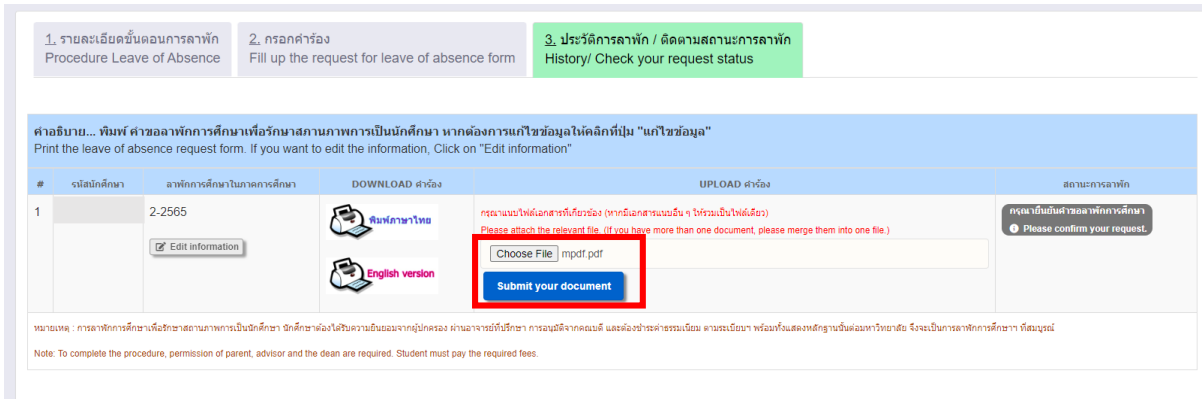 1. รายละเอียดขั้นตอนการลาพัก
Procedure Leave of Absence
2. กรอกคำร้อง
Fill up the request for leave of absence form
3. ประวัติการลาพัก / ติดตามสถานะการลาพัก
History/ Check your request status
คำอธิบาย... พิมพ์ คำขอลาพักการศึกษาเพื่อรักษาสถานภาพการเป็นนักศึกษา หากต้องการแก้ไขข้อมูลให้คลิกที่ปุ่ม "แก้ไขข้อมูล"
Print the leave of absence request form. If you want to edit the information, Click on "Edit information"
# รหัสนักศึกษา ลาพักการศึกษาในภาคการศึกษา DOWNLOAD คำร้อง UPLOAD คำร้อง สถานะการลาพัก
1 2-2565
Edit information
พิมพ์ภาษาไทย
English version
กรุณาแนบไฟล์เอกสารที่เกี่ยวข้อง (หากมีเอกสารแนบอื่น ๆ ให้รวมเป็นไฟล์เดียว)
Please attach the relevant file. (If you have more than one document, please merge them into one file.)
Choose File mpdf.pdf
Submit your document
กรุณายืนยันคำขอลาพักการศึกษา
Please confirm your request.
หมายเหตุ : การลาพักการศึกษาเพื่อรักษาสถานภาพการเป็นนักศึกษา นักศึกษาต้องได้รับความยินยอมจากผู้ปกครอง ผ่านอาจารย์ที่ปรึกษา การอนุมัติจากคณบดี และต้องชำระค่าธรรมเนียม ตามระเบียบฯ พร้อมทั้งแสดงหลักฐานนั้นต่อมหาวิทยาลัย จึงจะเป็นการลาพักการศึกษาฯ ที่สมบูรณ์
Note: To complete the procedure, permission of parent, advisor and the dean are required. Student must pay the required fees.